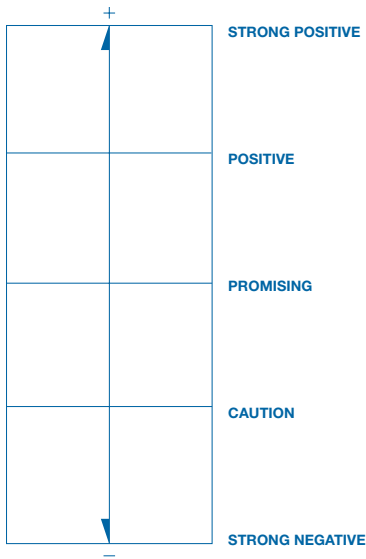 +
STRONG POSITIVE
POSITIVE
PROMISING
CAUTION
STRONG NEGATIVE
–